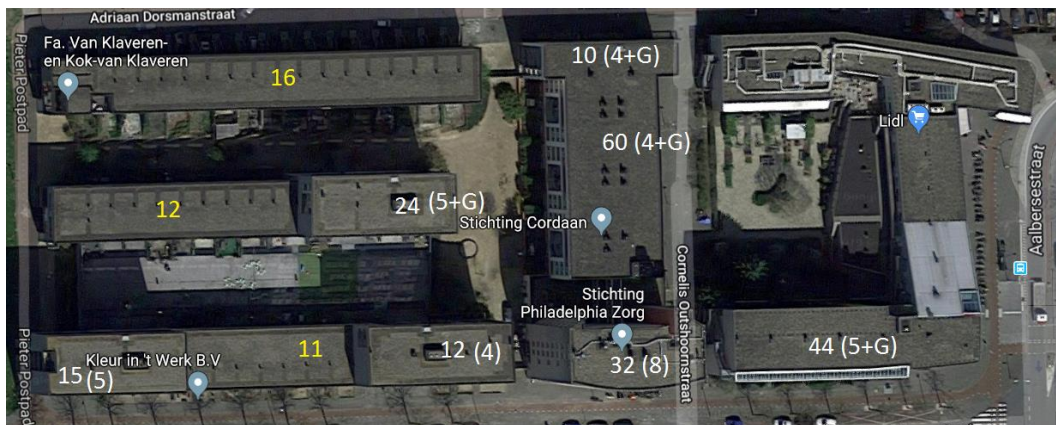 Adriaan Dorsmanstraat
Pieter Postpad
Fa. Van Klaveren-
en Kok-van Klaveren
16
10 (4+G)
60 (4+G)
Lidl
Aalbersestraat
12
24 (5+G)
Stichting Cordaan
Cornelis Outshoornstraat
Stichting
Philadelphia Zorg
Pieter Postpad
Kleur in 't Werk B.V
15 (5)
11
12 (4)
32 (8)
44 (5+G)